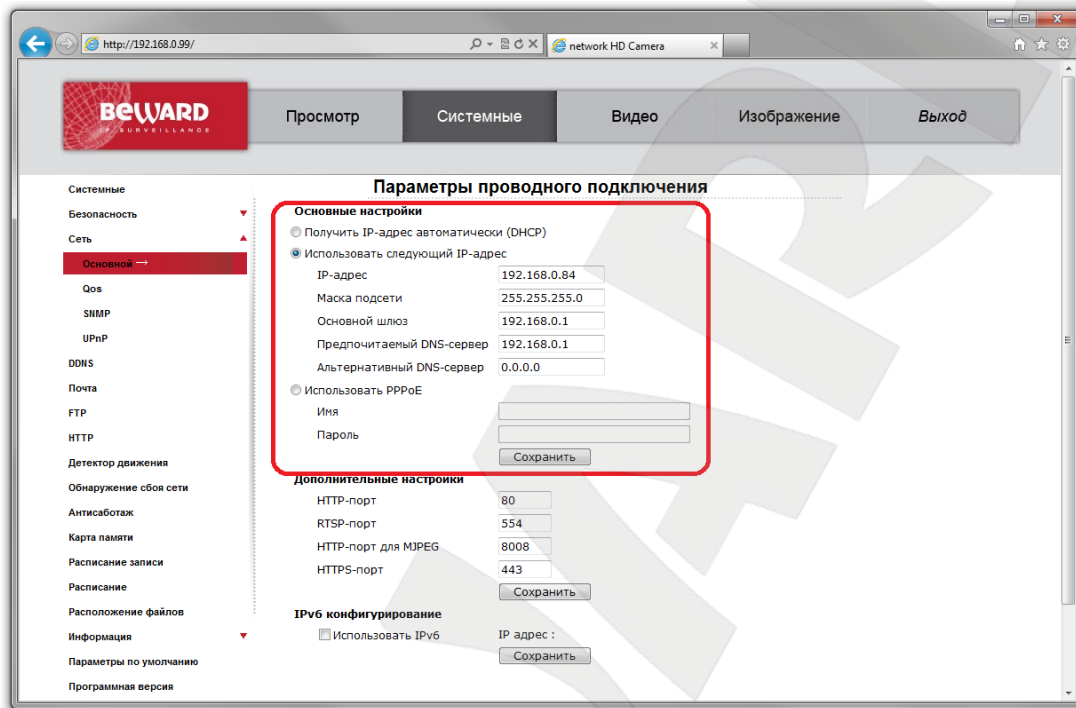 http://192.168.0.99/
network HD Camera
BEWARD
IP SURVEILLANCE
Просмотр
Системные
Видео
Изображение
Выход
Системные
Безопасность
Сеть
Основной
Qos
SNMP
UPnP
DDNS
Почта
FTP
HTTP
Детектор движения
Обнаружение сбоя сети
Антисаботаж
Карта памяти
Расписание записи
Расписание
Расположение файлов
Информация
Параметры по умолчанию
Программная версия
Параметры проводного подключения
Основные настройки
Получить IP-адрес автоматически (DHCP)
Использовать следующий IP-адрес
IP-адрес 192.168.0.84
Маска подсети 255.255.255.0
Основной шлюз 192.168.0.1
Предпочитаемый DNS-сервер 192.168.0.1
Альтернативный DNS-сервер 0.0.0.0
Использовать PPPoE
Имя
Пароль
Сохранить
Дополнительные настройки
HTTP-порт 80
RTSP-порт 554
HTTP-порт для MJPEG 8008
HTTPS-порт 443
Сохранить
IPv6 конфигурирование
Использовать IPv6 IP адрес :
Сохранить